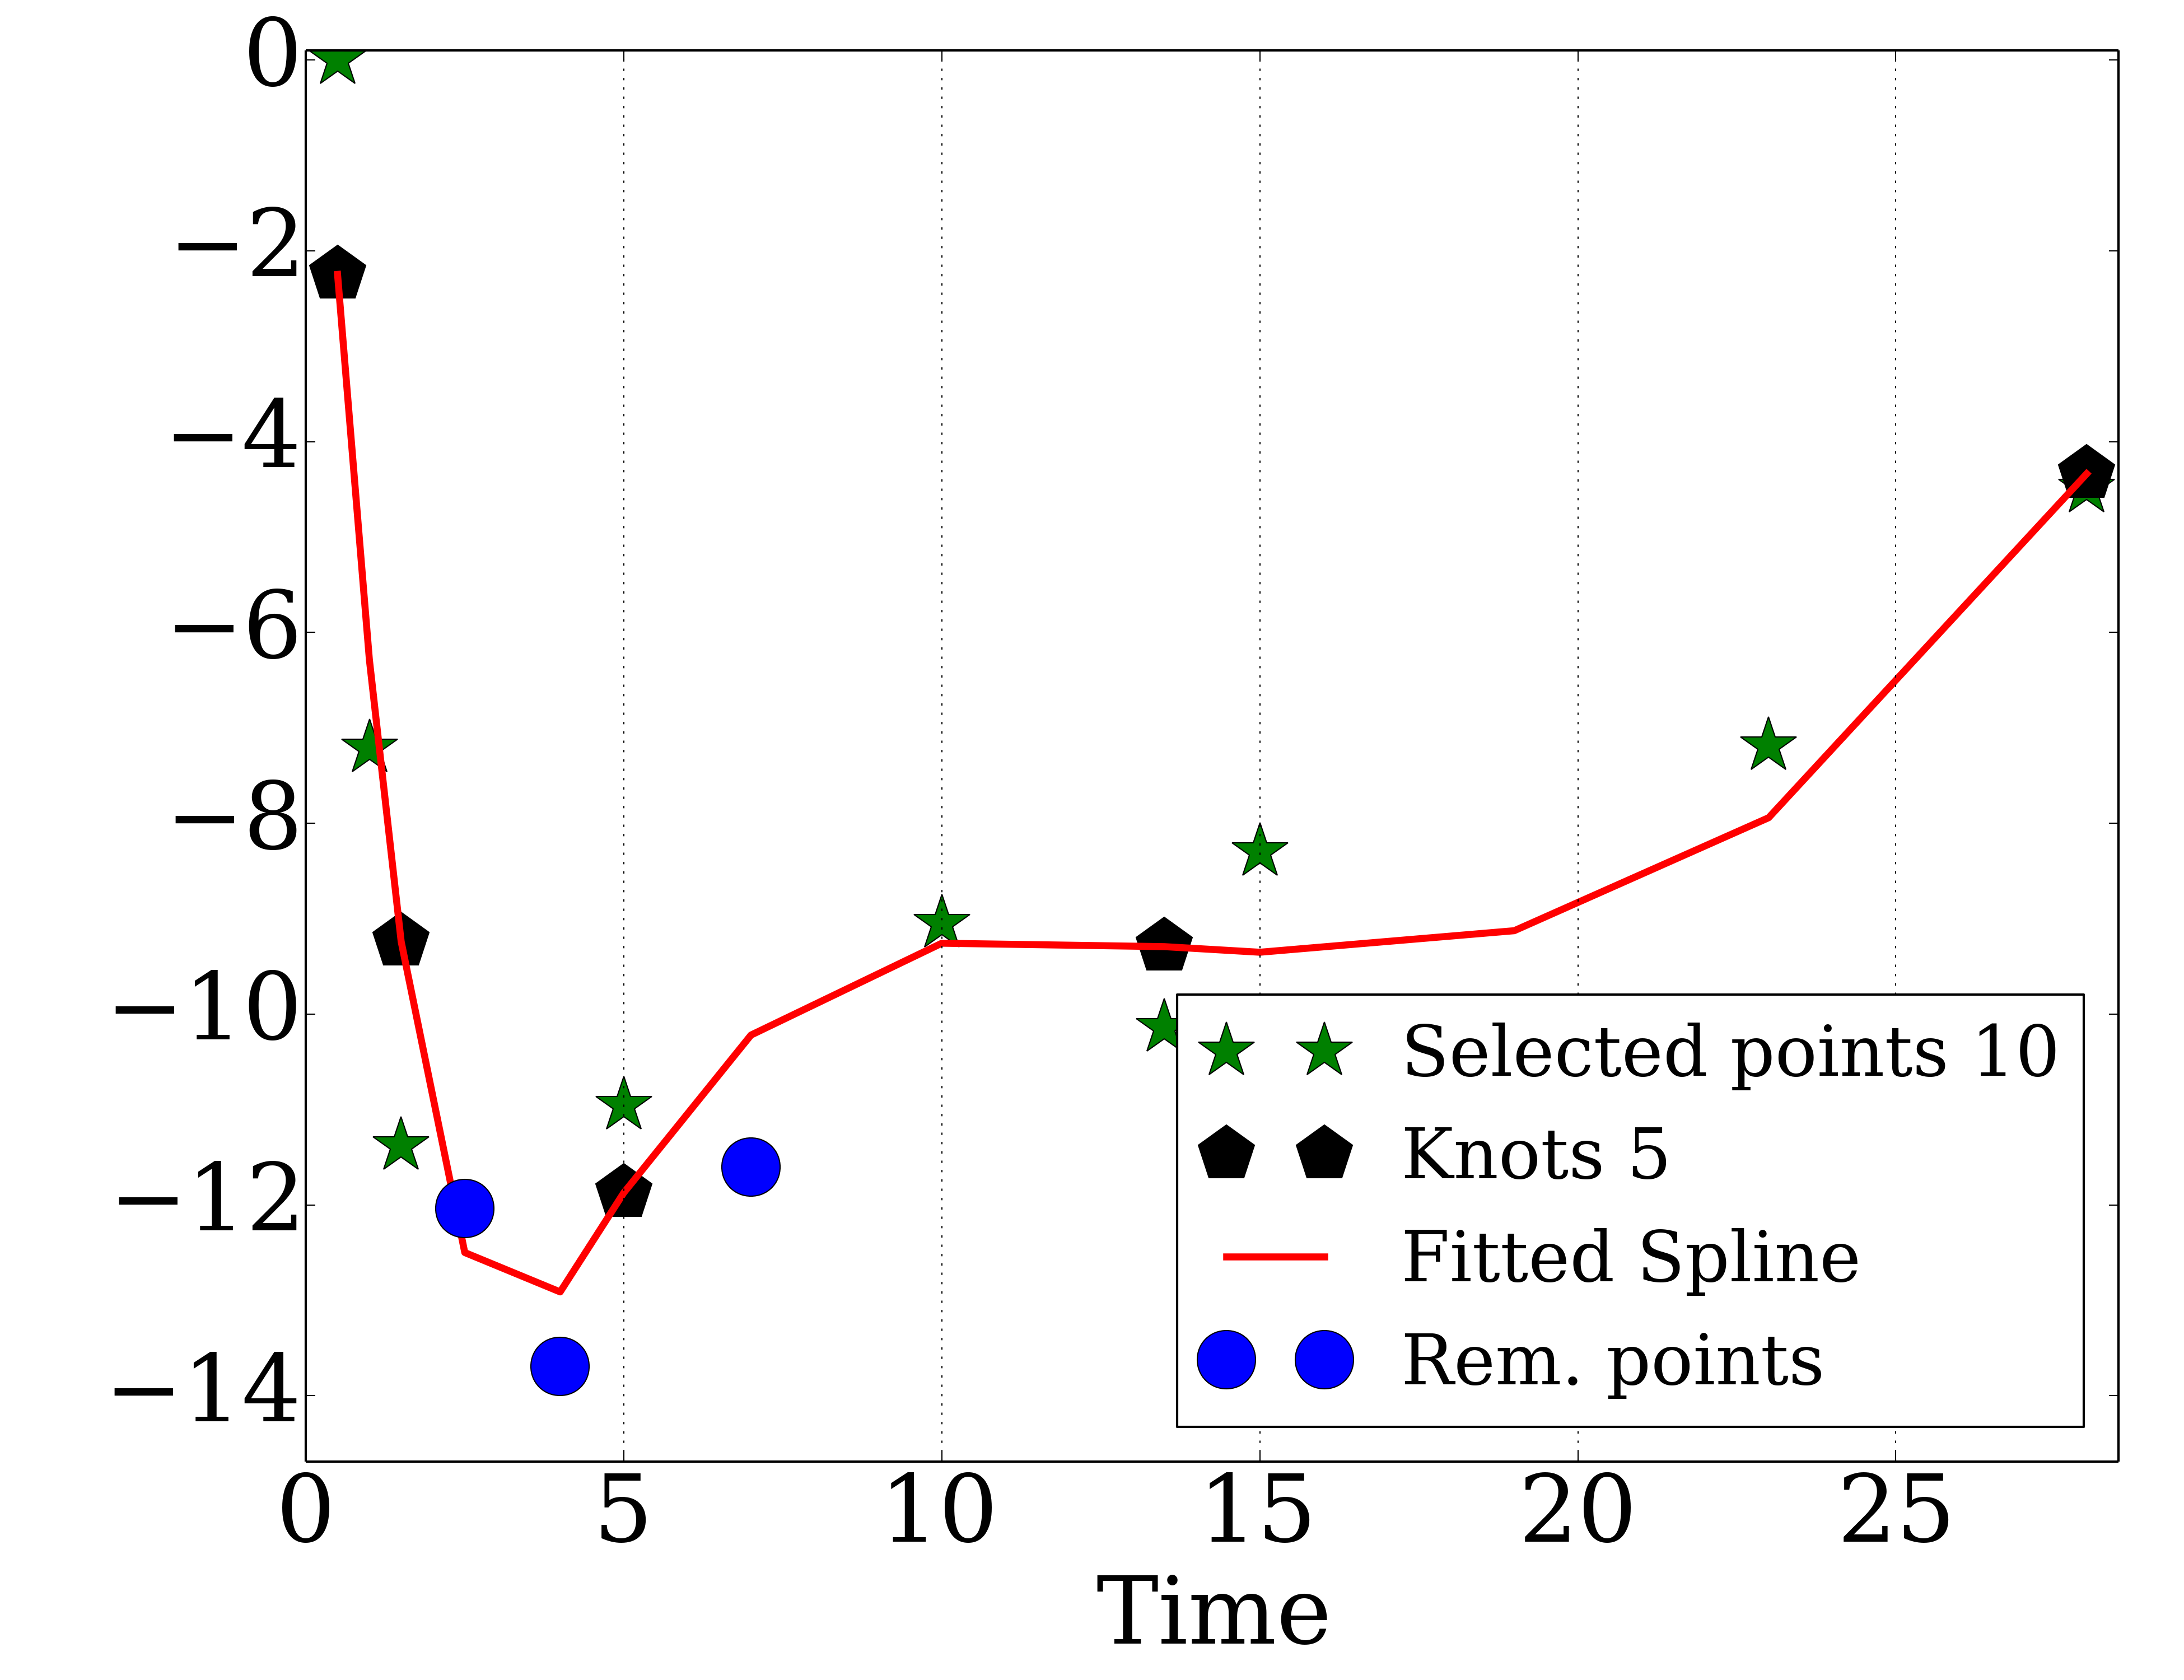 0
−2
−4
−6
−8
−10
−12
−14
0 5 10 15 20 25
Time
Selected points 10
Knots 5
Fitted Spline
Rem. points